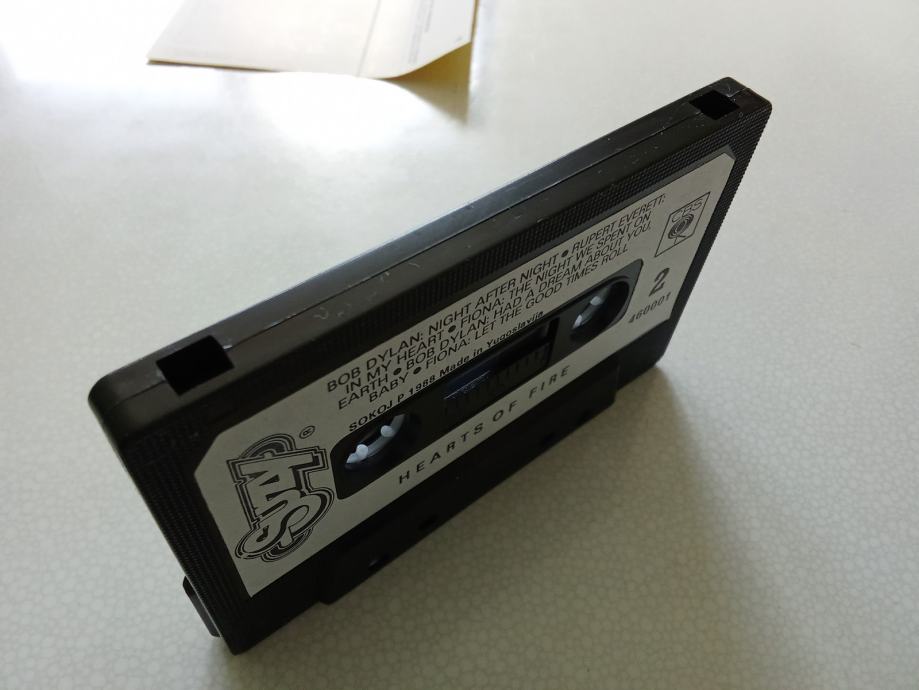 BOB DYLAN: NIGHT AFTER NIGHT ● RUPERT EVERETT:
IN MY HEART ● FIONA: THE NIGHT WE SPENT ON
EARTH ● BOB DYLAN: HAD A DREAM ABOUT YOU,
BABY ● FIONA: LET THE GOOD TIMES ROLL
SOKOJ P 1988 Made in Yugoslavija
CBS
2
460001
HEARTS OF FIRE
SUZY ®